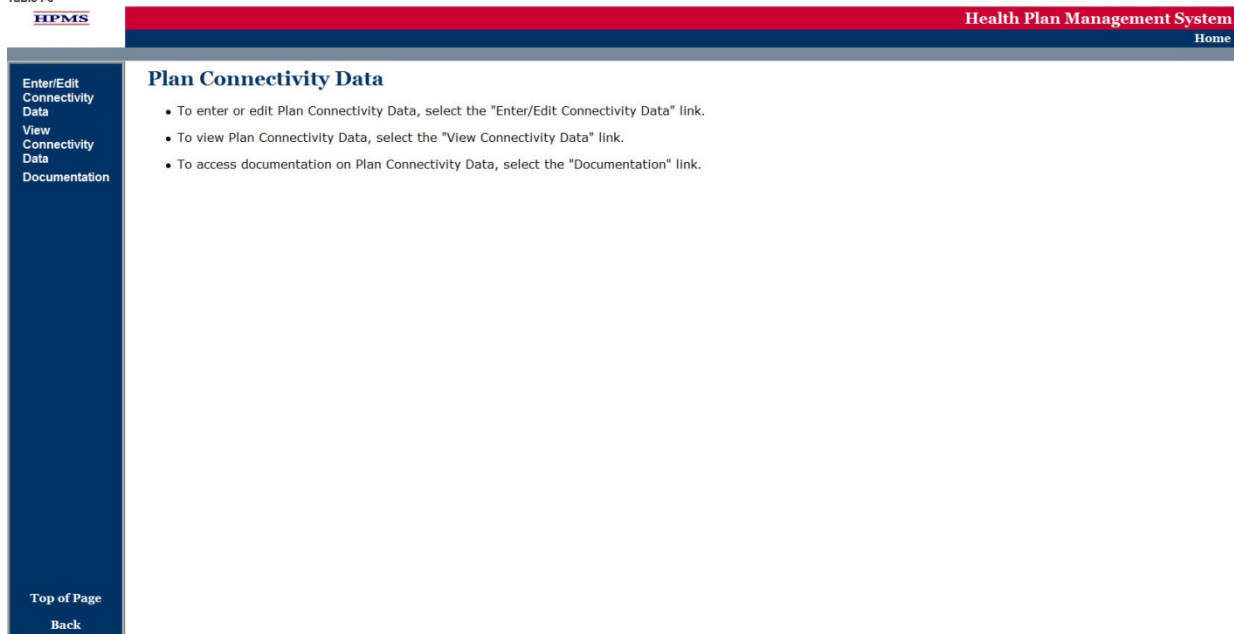 HPMS
Health Plan Management System
Home
Enter/Edit
Connectivity
Data
View
Connectivity
Data
Documentation
Plan Connectivity Data
• To enter or edit Plan Connectivity Data, select the "Enter/Edit Connectivity Data" link.
• To view Plan Connectivity Data, select the "View Connectivity Data" link.
• To access documentation on Plan Connectivity Data, select the "Documentation" link.
Top of Page
Back